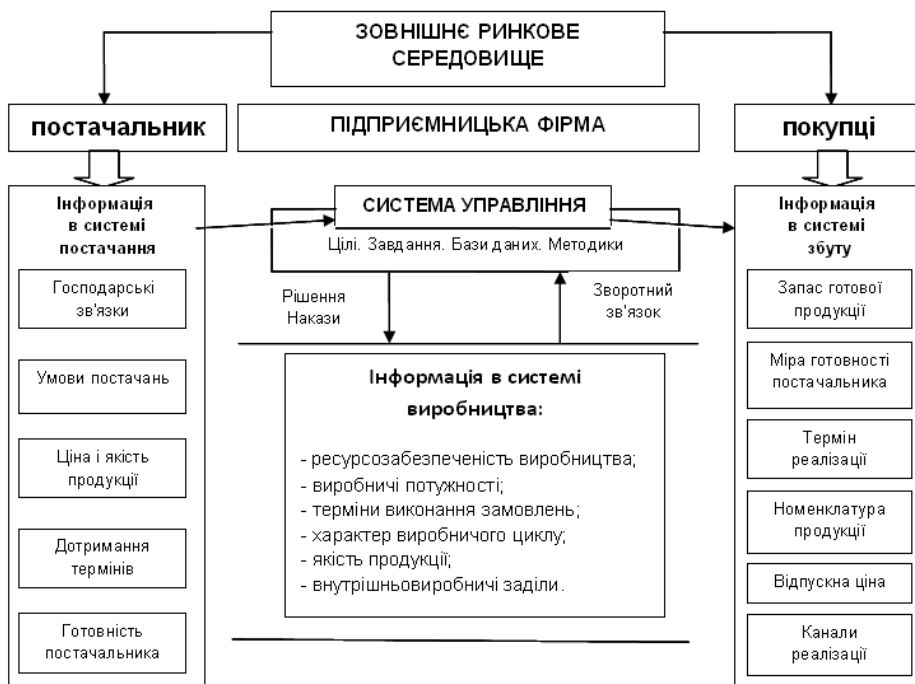 ЗОВНІШНЄ РИНКОВЕ
СЕРЕДОВИЩЕ
постачальник
ПІДПРИЄМНИЦЬКА ФІРМА
покупці
Інформація
в системі
постачання
Господарські
зв'язки
Умови постачань
Ціна і якість
продукції
Дотримання
термінів
Готовність
постачальника
СИСТЕМА УПРАВЛІННЯ
Цілі. Завдання. Бази даних. Методики
Рішення
Накази
Зворотний
зв'язок
Інформація в системі
виробництва:
- ресурсозабезпеченість виробництва;
- виробничі потужності;
- терміни виконання замовлень;
- характер виробничого циклу;
- якість продукції;
- внутрішньовиробничі заділи.
Інформація
в системі
збуту
Запас готової
продукції
Міра готовності
постачальника
Термін
реалізації
Номенклатура
продукції
Відпускна ціна
Канали
реалізації